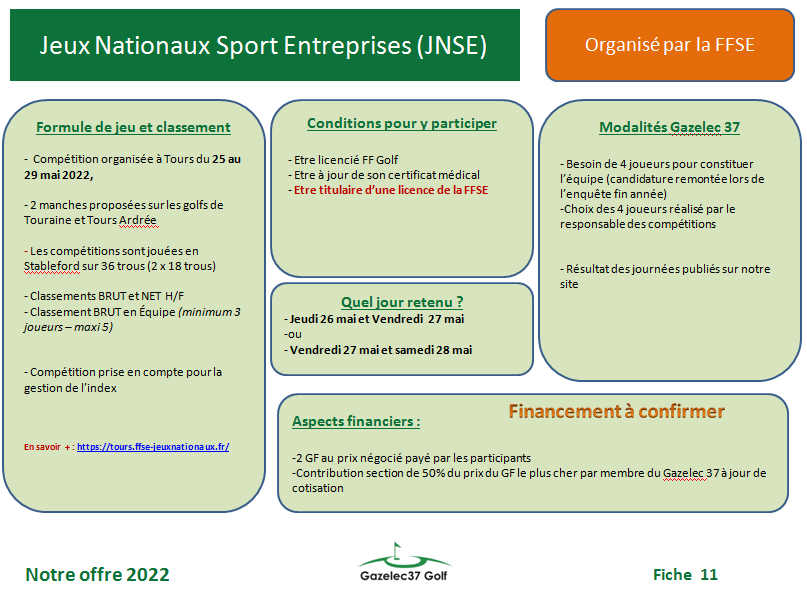 Jeux Nationaux Sport Entreprises (JNSE)
Organisé par la FFSE
Formule de jeu et classement
- Compétition organisée à Tours du 25 au
29 mai 2022,
- 2 manches proposées sur les golfs de
Touraine et Tours Ardrée
- Les compétitions sont jouées en
Stableford sur 36 trous (2 x 18 trous)
- Classements BRUT et NET H/F
- Classement BRUT en Équipe (minimum 3
joueurs – maxi 5)
- Compétition prise en compte pour la
gestion de l'index
En savoir + : https://tours.ffse-jeuxnationaux.fr/
Conditions pour y participer
- Etre licencié FF Golf
- Etre à jour de son certificat médical
- Etre titulaire d'une licence de la FFSE
Quel jour retenu ?
- Jeudi 26 mai et Vendredi 27 mai
-ou
- Vendredi 27 mai et samedi 28 mai
Modalités Gazelec 37
- Besoin de 4 joueurs pour constituer
l'équipe (candidature remontée lors de
l'enquête fin année)
-Choix des 4 joueurs réalisé par le
responsable des compétitions
- Résultat des journées publiés sur notre
site
Financement à confirmer
Aspects financiers :
-2 GF au prix négocié payé par les participants
-Contribution section de 50% du prix du GF le plus cher par membre du Gazelec 37 à jour de
cotisation
Notre offre 2022
Gazelec37 Golf
Fiche 11